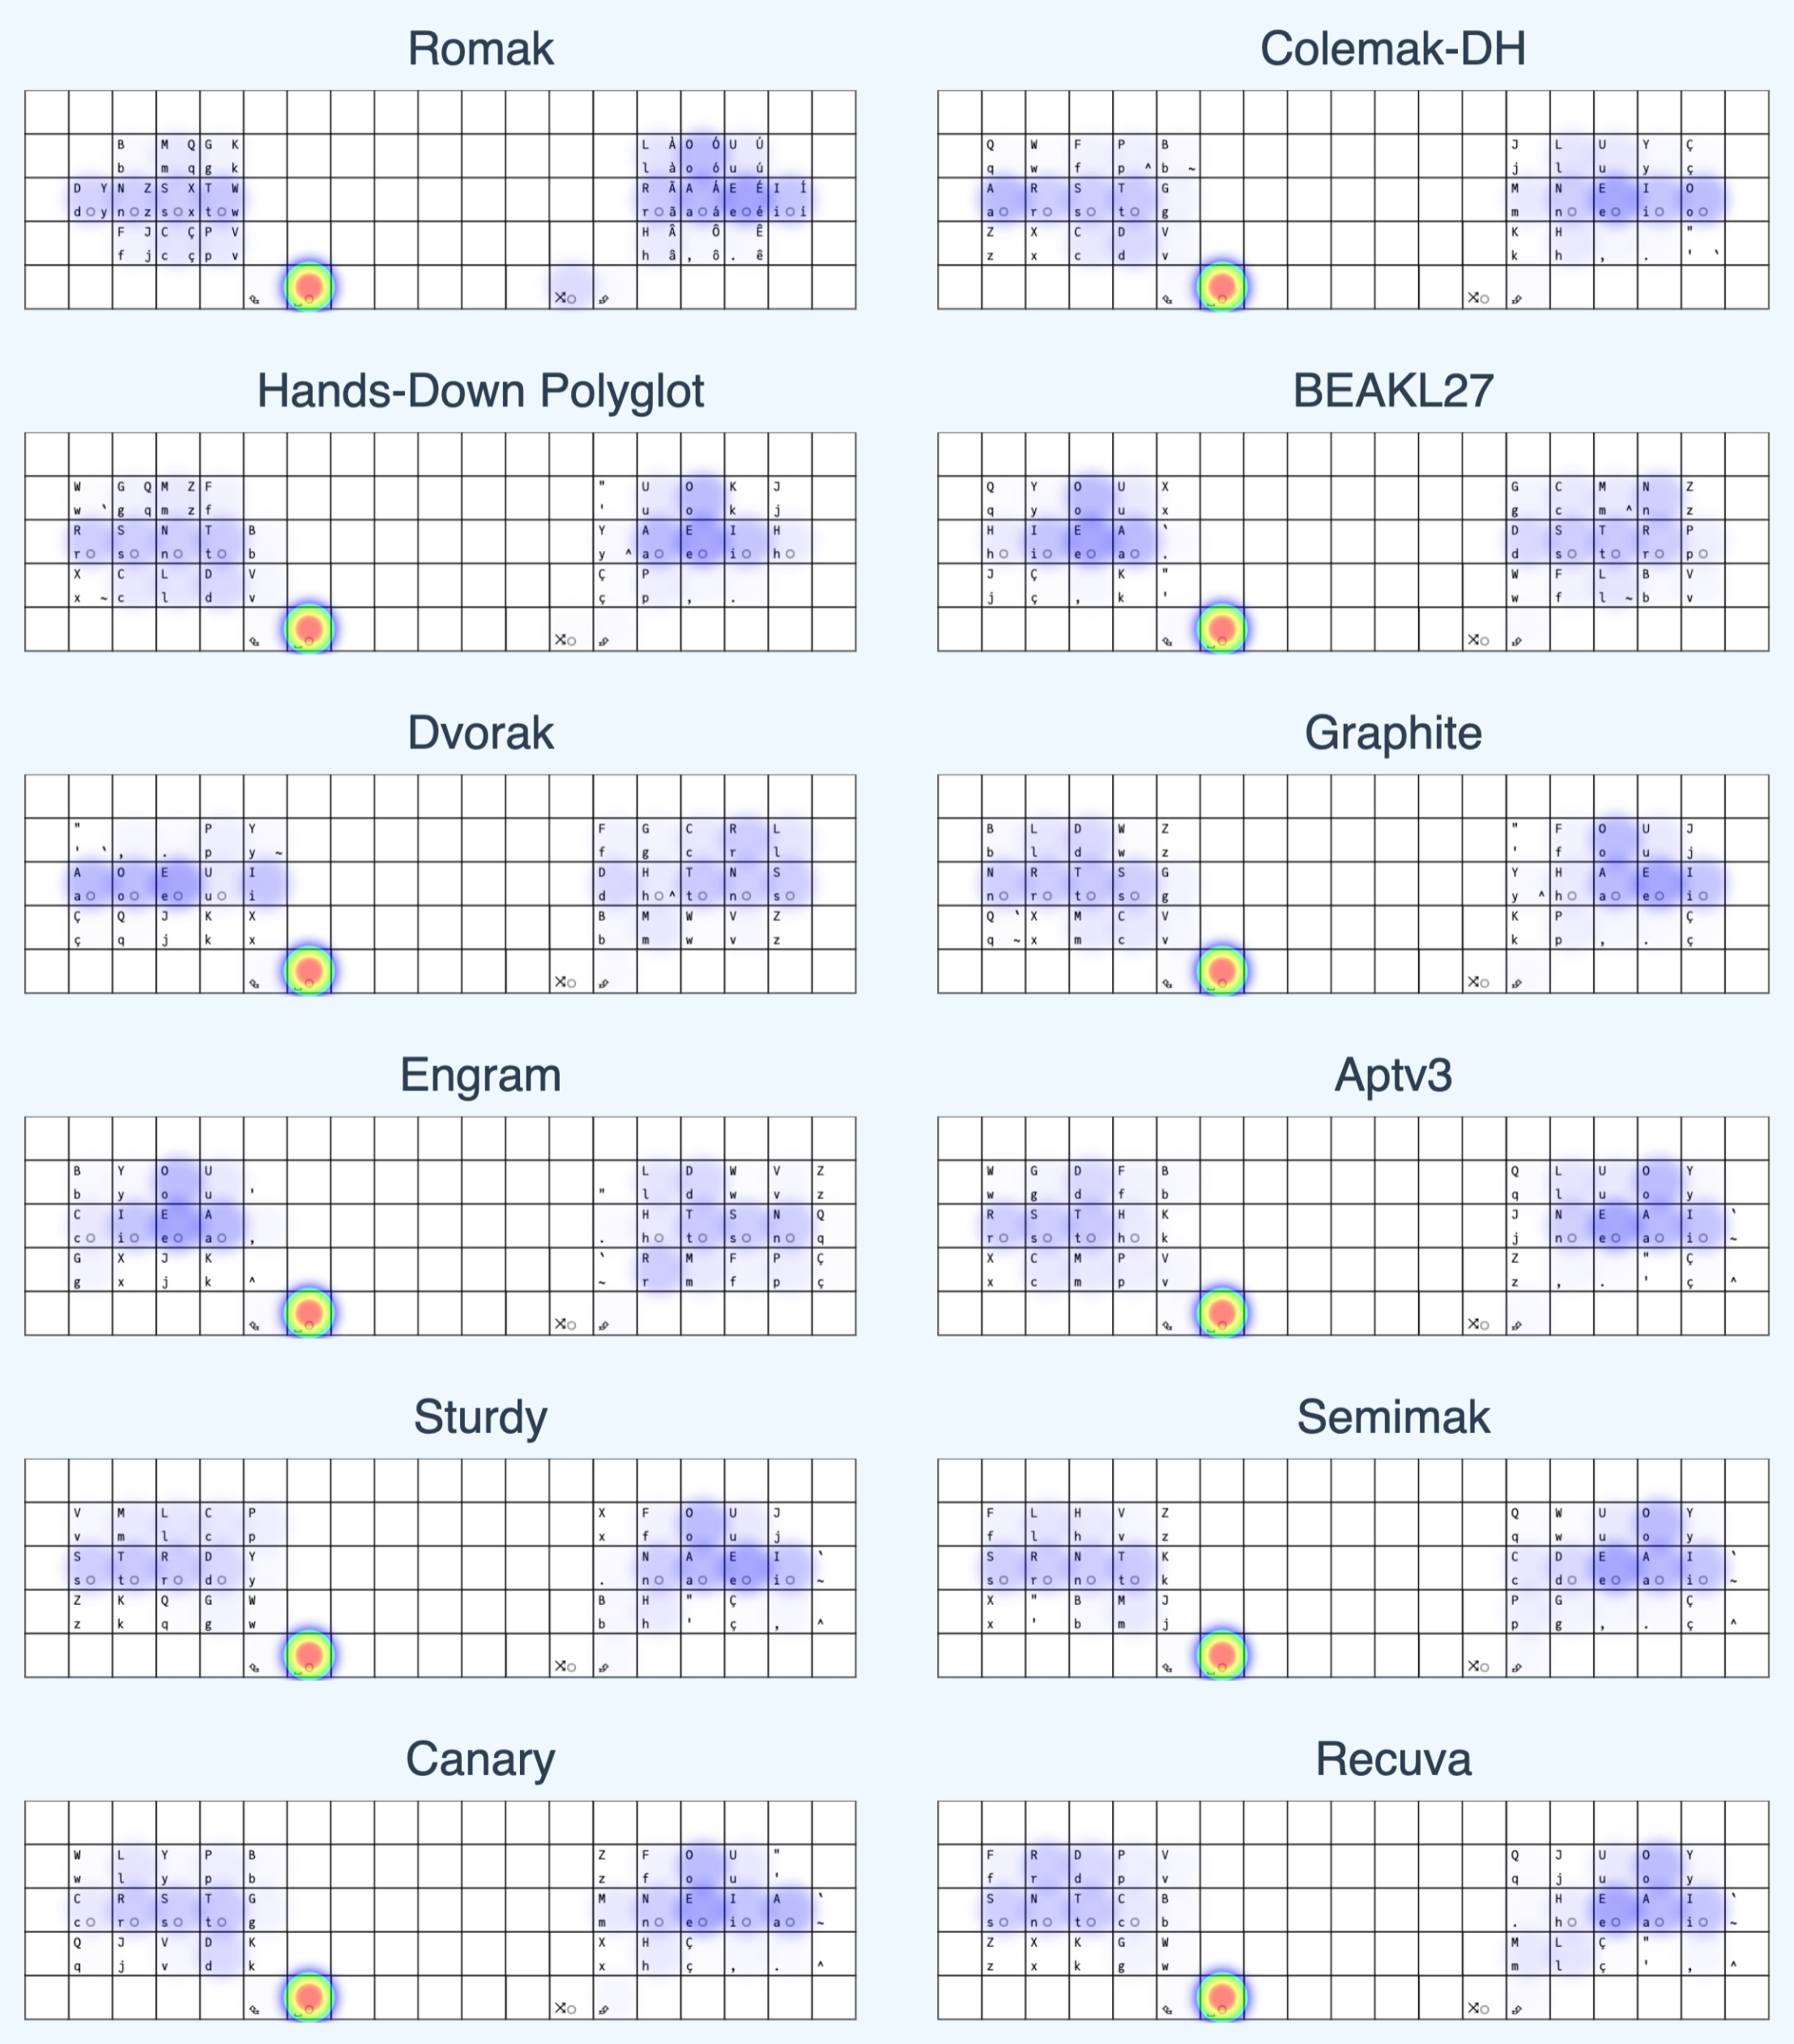 Romak
B M Q G K L À O Ó U Ú
b m q g k l à o ó u ú
D Y N Z S X T W R Ã A Á E É I Í
d y n z s x t w r ã a á e é i í
F J C Ç P V H Â Ô Ê
f j c ç p v h â , ô . ê
Colemak-DH
Q W F P B J L U Y Ç
q w f p ^ b ~ j l u y ç
A R S T G M N E I O
a r s t g m n e i o
Z X C D V K H "
z x c d v k h , . ' `
Hands-Down Polyglot
W G Q M Z F " U O K J
w ` g q m z f ' u o k j
R S N T B Y A E I H
r s n t b y ^ a e i h
X C L D V Ç P
x ~ c l d v ç p , .
BEAKL27
Q Y O U X G C M N Z
q y o u x g c m ^ n z
H I E A ` D S T R P
h i e a . d s t r p
J Ç K " W F L B V
j ç , k ' w f l ~ b v
Dvorak
" P Y F G C R L
' ` , . p y ~ f g c r l
A O E U I D H T N S
a o e u i d h ^ t n s
Ç Q J K X B M W V Z
ç q j k x b m w v z
Graphite
B L D W Z " F O U J
b l d w z ' f o u j
N R T S G Y H A E I
n r t s g y ^ h a e i
Q ` X M C V K P Ç
q ~ x m c v k p , . ç
Engram
B Y O U L D W V Z
b y o u ' " l d w v z
C I E A H T S N Q
c i e a , . h t s n q
G X J K ` R M F P Ç
g x j k ^ ~ r m f p ç
Aptv3
W G D F B Q L U O Y
w g d f b q l u o y
R S T H K J N E A I `
r s t h k j n e a i ~
X C M P V Z " Ç
x c m p v z , . ' ç ^
Sturdy
V M L C P X F O U J
v m l c p x f o u j
S T R D Y N A E I `
s t r d y . n a e i ~
Z K Q G W B H " Ç
z k q g w b h ' ç , ^
Semimak
F L H V Z Q W U O Y
f l h v z q w u o y
S R N T K C D E A I `
s r n t k c d e a i ~
X " B M J P G Ç
x ' b m j p g , . ç ^
Canary
W L Y P B Z F O U "
w l y p b z f o u '
C R S T G M N E I A `
c r s t g m n e i a ~
Q J V D K X H Ç
q j v d k x h ç , . ^
Recuva
F R D P V Q J U O Y
f r d p v q j u o y
S N T C B H E A I `
s n t c b . h e a i ~
Z X K G W M L Ç "
z x k g w m l ç ' , ^